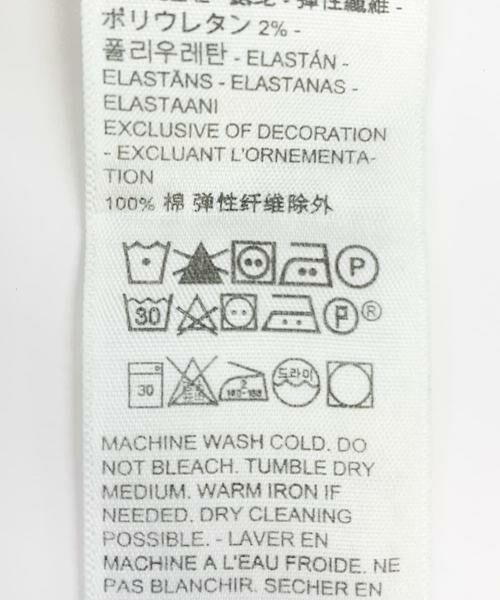 ポリウレタン 2% -
폴리우레탄 - ELASTÁN -
ELASTĀNS - ELASTANAS -
ELASTAANI
EXCLUSIVE OF DECORATION
- EXCLUANT L'ORNEMENTA-
TION
100% 棉 弹性纤维除外
P
30 P ®
30 드라이
MACHINE WASH COLD. DO
NOT BLEACH. TUMBLE DRY
MEDIUM. WARM IRON IF
NEEDED. DRY CLEANING
POSSIBLE. - LAVER EN
MACHINE A L'EAU FROIDE. NE
PAS BLANCHIR. SECHER EN